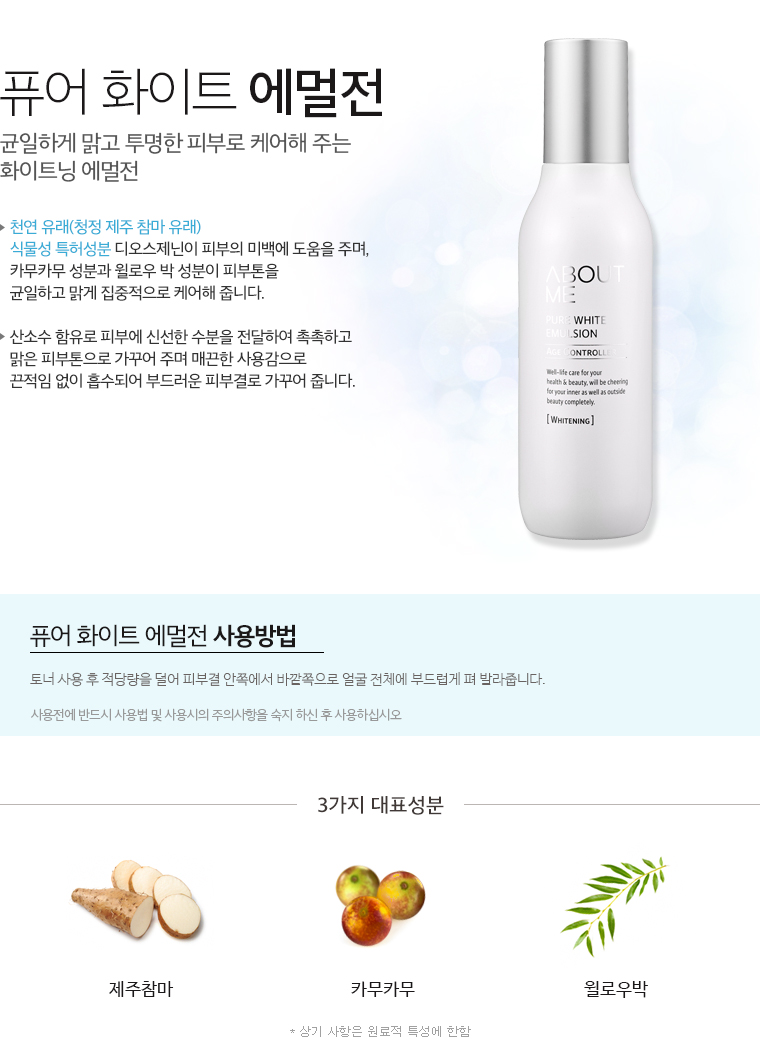 퓨어 화이트 에멀전
균일하게 맑고 투명한 피부로 케어해 주는
화이트닝 에멀전
천연 유래(청정 제주 참마 유래)
식물성 특허성분 디오스제닌이 피부의 미백에 도움을 주며,
카무카무 성분과 윌로우 박 성분이 피부톤을
균일하고 맑게 집중적으로 케어해 줍니다.
산소수 함유로 피부에 신선한 수분을 전달하여 촉촉하고
맑은 피부톤으로 가꾸어 주며 매끈한 사용감으로
끈적임 없이 흡수되어 부드러운 피부결로 가꾸어 줍니다.
ABOUT
ME
PURE WHITE
EMULSION
Well-life care for your
health & beauty, will be cheering
for your inner as well as outside
beauty completely.
[WHITENING]
퓨어 화이트 에멀전 사용방법
토너 사용 후 적당량을 덜어 피부결 안쪽에서 바깥쪽으로 얼굴 전체에 부드럽게 펴 발라줍니다.
사용전에 반드시 사용법 및 사용시의 주의사항을 숙지 하신 후 사용하십시오
3가지 대표성분
제주참마
카무카무
윌로우박
* 상기 사항은 원료적 특성에 한함